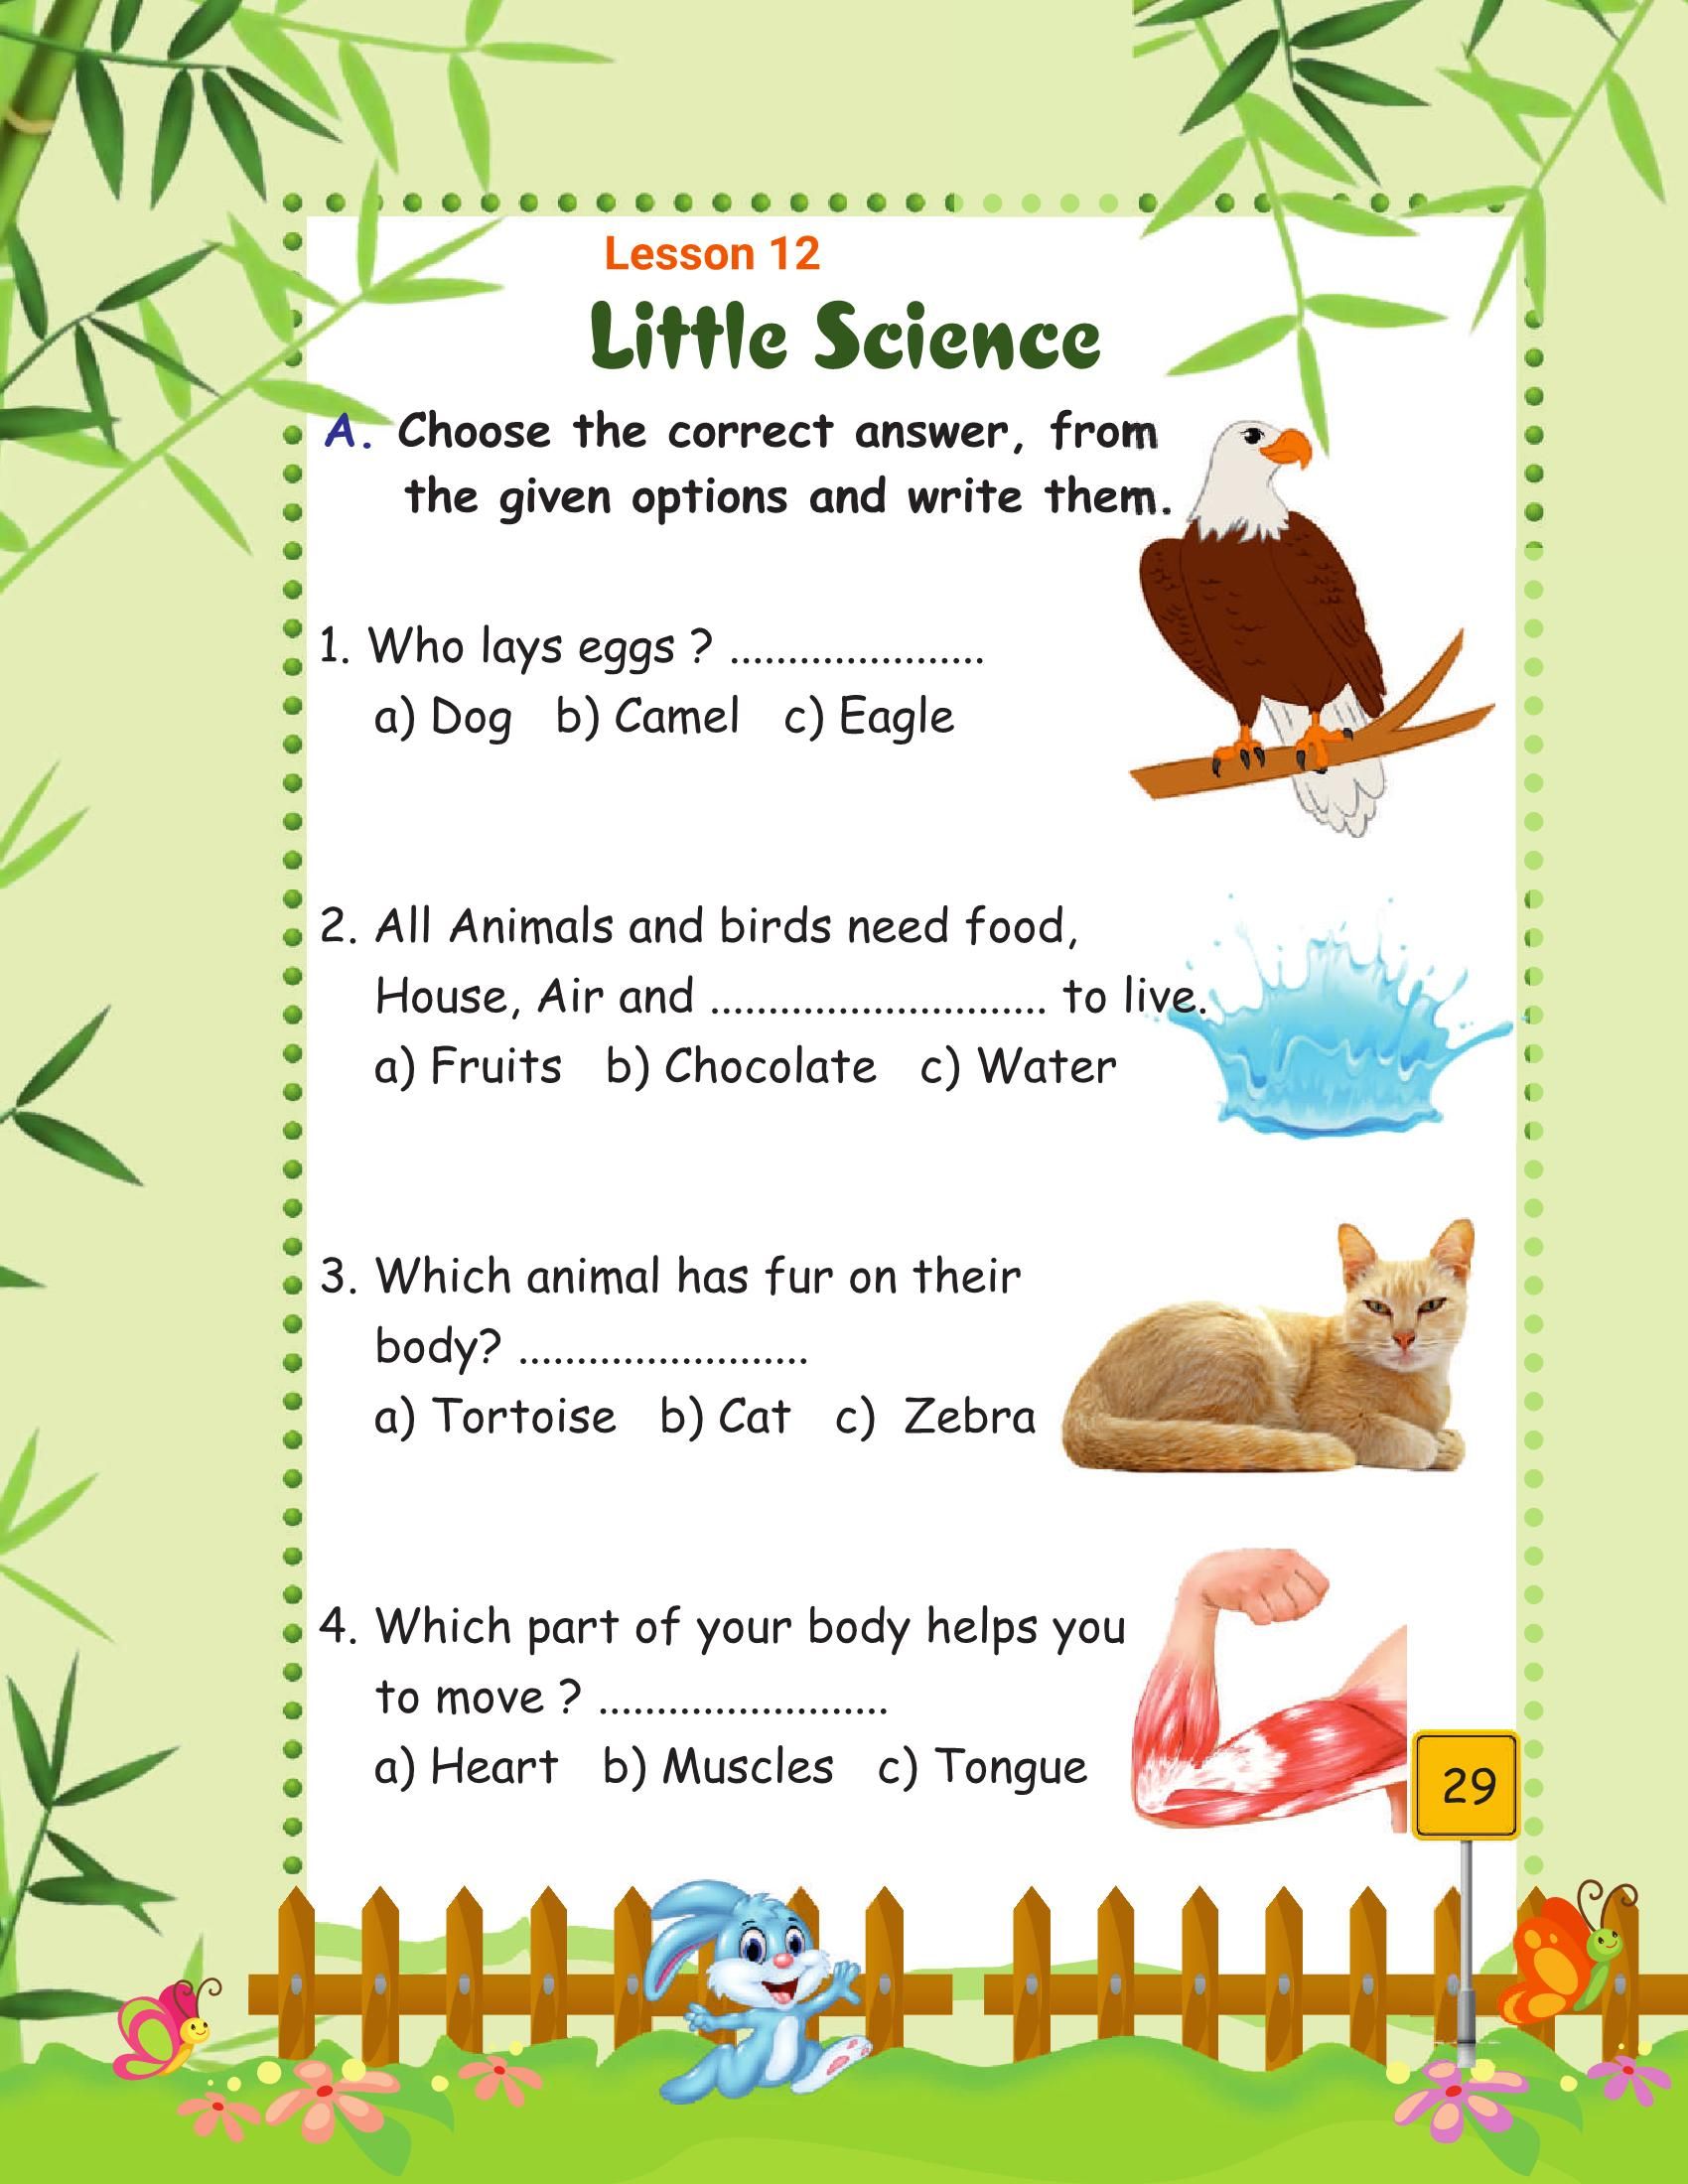 Lesson 12
Little Science
A. Choose the correct answer, from
the given options and write them.
1. Who lays eggs ? ......................
a) Dog b) Camel c) Eagle
2. All Animals and birds need food,
House, Air and ............................. to live.
a) Fruits b) Chocolate c) Water
3. Which animal has fur on their
body? .........................
a) Tortoise b) Cat c) Zebra
4. Which part of your body helps you
to move ? .........................
a) Heart b) Muscles c) Tongue
29